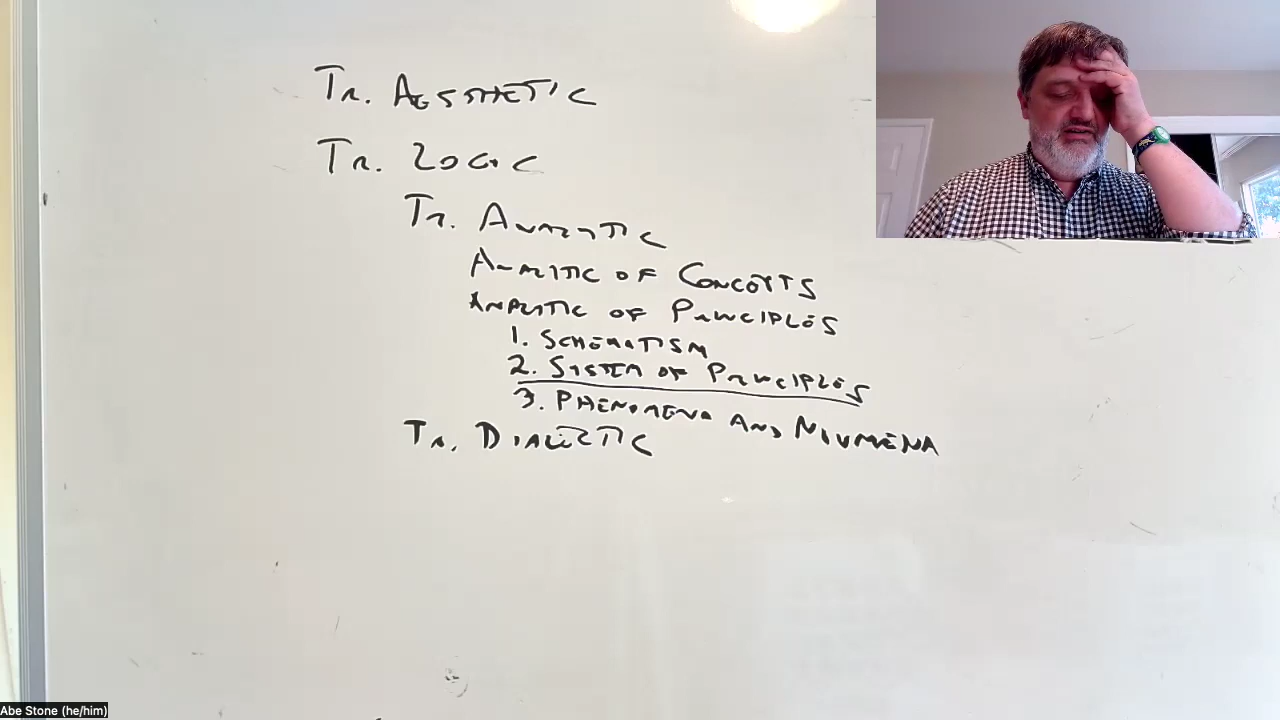 Tr. Aesthetic
Tr. Logic
Tr. Analytic
Analytic of Concepts
Analytic of Principles
1. Schematism
2. System of Principles
3. Phenomena and Noumena
Tr. Dialectic
Abe Stone (he/him)